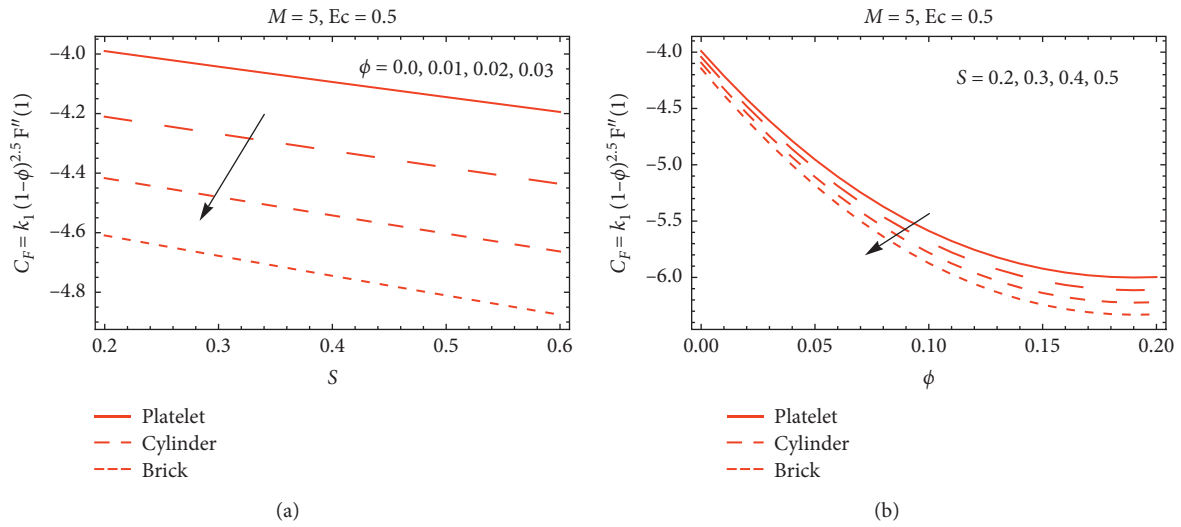 M = 5, Ec = 0.5
ϕ = 0.0, 0.01, 0.02, 0.03
C_F = k_1 (1–ϕ)^{2.5} F″ (1)
−4.0
−4.2
−4.4
−4.6
−4.8
0.2 0.3 0.4 0.5 0.6
S
Platelet
Cylinder
Brick
(a)
M = 5, Ec = 0.5
S = 0.2, 0.3, 0.4, 0.5
C_F = k_1 (1–ϕ)^{2.5} F″ (1)
−4.0
−4.5
−5.0
−5.5
−6.0
0.00 0.05 0.10 0.15 0.20
ϕ
Platelet
Cylinder
Brick
(b)